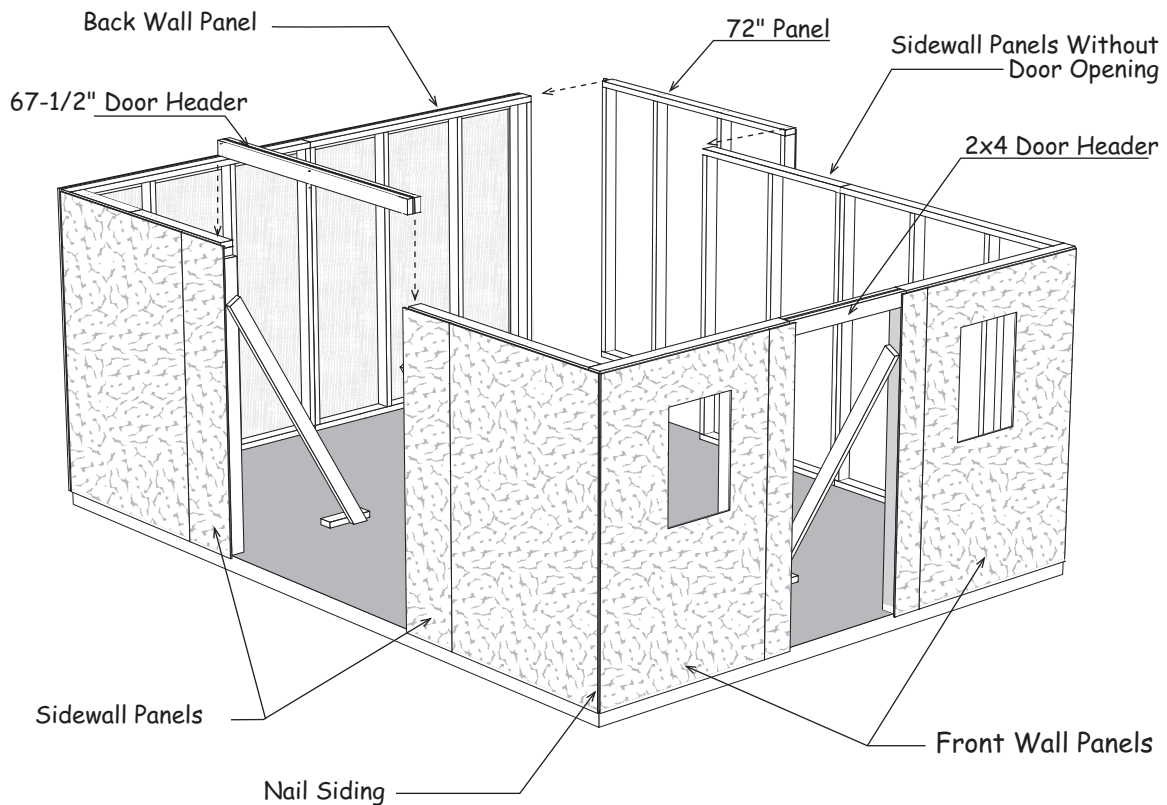 Back Wall Panel
72" Panel
Sidewall Panels Without
Door Opening
67-1/2" Door Header
2x4 Door Header
Sidewall Panels
Front Wall Panels
Nail Siding